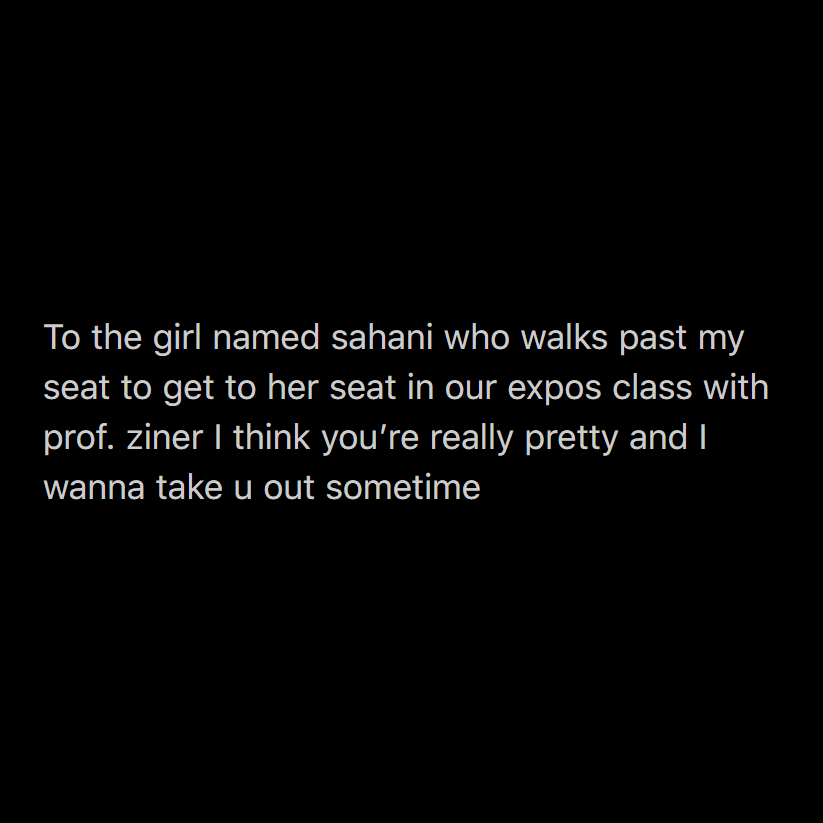 To the girl named sahani who walks past my
seat to get to her seat in our expos class with
prof. ziner I think you’re really pretty and I
wanna take u out sometime